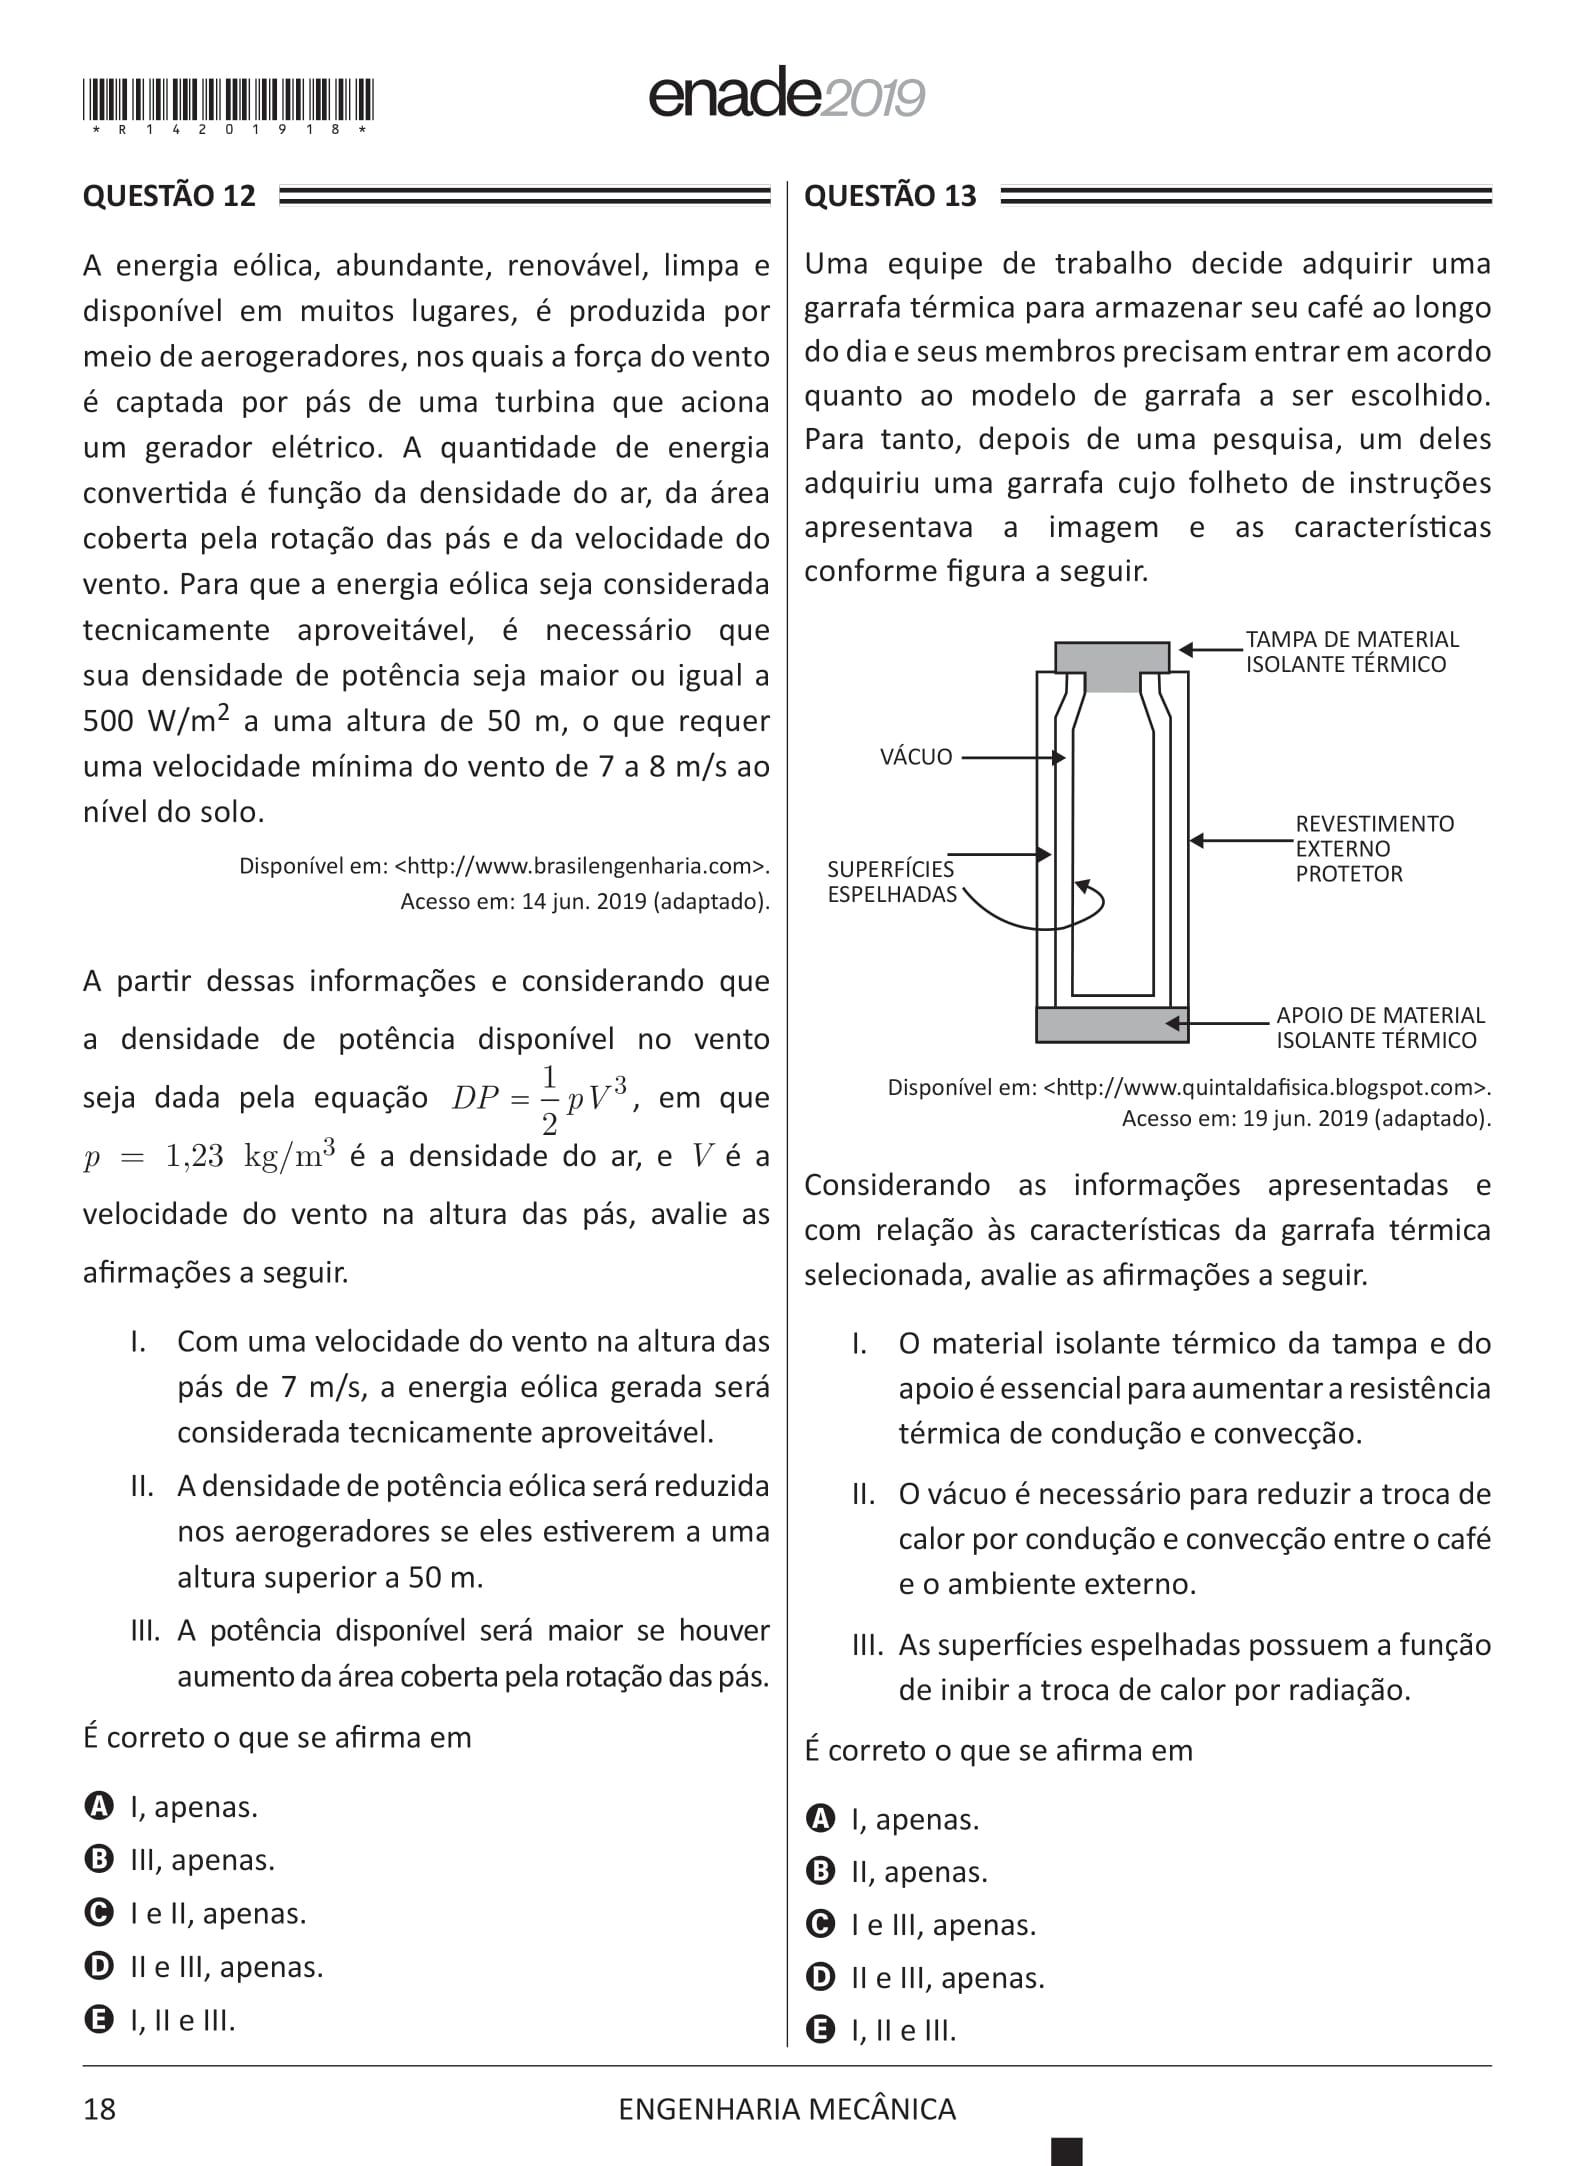 *R14201918*
enade2019
QUESTÃO 12
A energia eólica, abundante, renovável, limpa e
disponível em muitos lugares, é produzida por
meio de aerogeradores, nos quais a força do vento
é captada por pás de uma turbina que aciona
um gerador elétrico. A quantidade de energia
convertida é função da densidade do ar, da área
coberta pela rotação das pás e da velocidade do
vento. Para que a energia eólica seja considerada
tecnicamente aproveitável, é necessário que
sua densidade de potência seja maior ou igual a
500 W/m² a uma altura de 50 m, o que requer
uma velocidade mínima do vento de 7 a 8 m/s ao
nível do solo.
Disponível em: <http://www.brasilengenharia.com>.
Acesso em: 14 jun. 2019 (adaptado).
A partir dessas informações e considerando que
a densidade de potência disponível no vento
seja dada pela equação DP = 1/2 pV³, em que
p = 1,23 kg/m³ é a densidade do ar, e V é a
velocidade do vento na altura das pás, avalie as
afirmações a seguir.
I. Com uma velocidade do vento na altura das
pás de 7 m/s, a energia eólica gerada será
considerada tecnicamente aproveitável.
II. A densidade de potência eólica será reduzida
nos aerogeradores se eles estiverem a uma
altura superior a 50 m.
III. A potência disponível será maior se houver
aumento da área coberta pela rotação das pás.
É correto o que se afirma em
A I, apenas.
B III, apenas.
C I e II, apenas.
D II e III, apenas.
E I, II e III.
QUESTÃO 13
Uma equipe de trabalho decide adquirir uma
garrafa térmica para armazenar seu café ao longo
do dia e seus membros precisam entrar em acordo
quanto ao modelo de garrafa a ser escolhido.
Para tanto, depois de uma pesquisa, um deles
adquiriu uma garrafa cujo folheto de instruções
apresentava a imagem e as características
conforme figura a seguir.
TAMPA DE MATERIAL
ISOLANTE TÉRMICO
VÁCUO
REVESTIMENTO
EXTERNO
PROTETOR
SUPERFÍCIES
ESPELHADAS
APOIO DE MATERIAL
ISOLANTE TÉRMICO
Disponível em: <http://www.quintaldafisica.blogspot.com>.
Acesso em: 19 jun. 2019 (adaptado).
Considerando as informações apresentadas e
com relação às características da garrafa térmica
selecionada, avalie as afirmações a seguir.
I. O material isolante térmico da tampa e do
apoio é essencial para aumentar a resistência
térmica de condução e convecção.
II. O vácuo é necessário para reduzir a troca de
calor por condução e convecção entre o café
e o ambiente externo.
III. As superfícies espelhadas possuem a função
de inibir a troca de calor por radiação.
É correto o que se afirma em
A I, apenas.
B II, apenas.
C I e III, apenas.
D II e III, apenas.
E I, II e III.
18
ENGENHARIA MECÂNICA